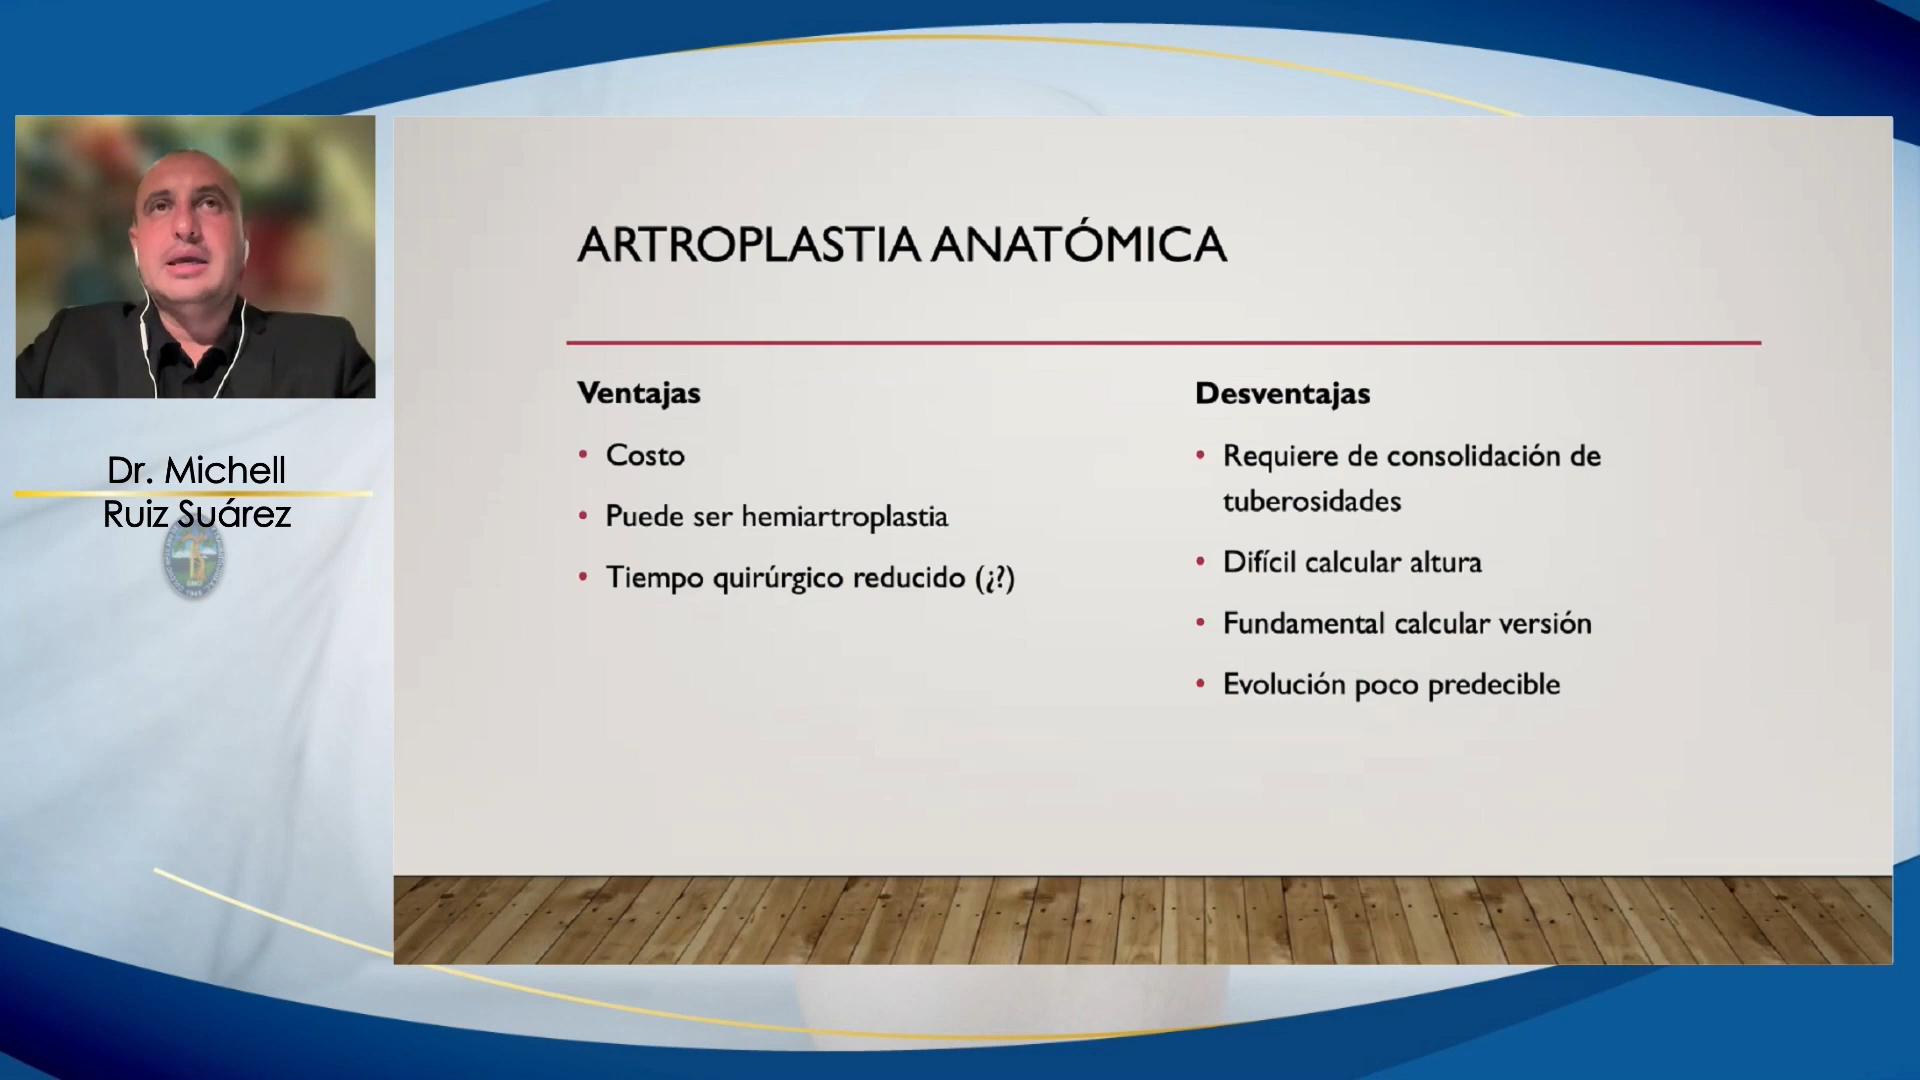 Dr. Michell
Ruiz Suárez
ARTROPLASTIA ANATÓMICA
Ventajas
• Costo
• Puede ser hemiartroplastia
• Tiempo quirúrgico reducido (¿?)
Desventajas
• Requiere de consolidación de
tuberosidades
• Difícil calcular altura
• Fundamental calcular versión
• Evolución poco predecible